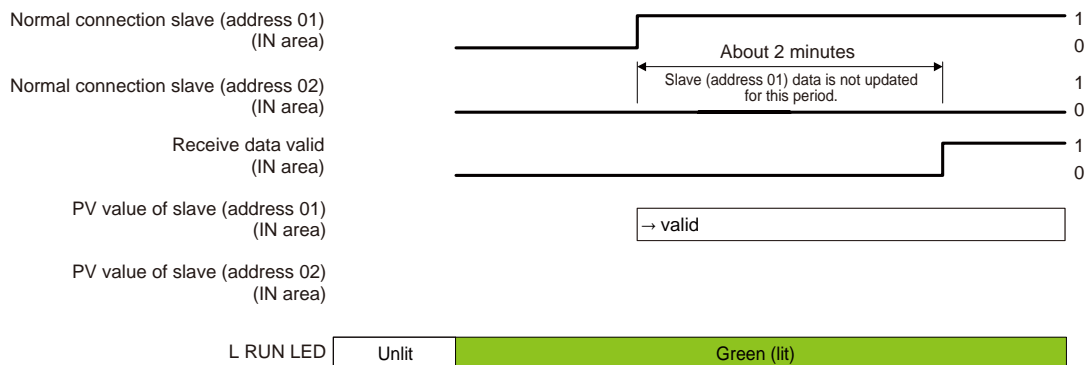 Normal connection slave (address 01)
(IN area)
1
0
About 2 minutes
Slave (address 01) data is not updated
for this period.
Normal connection slave (address 02)
(IN area)
1
0
Receive data valid
(IN area)
1
0
PV value of slave (address 01)
(IN area)
→ valid
PV value of slave (address 02)
(IN area)
L RUN LED
Unlit
Green (lit)